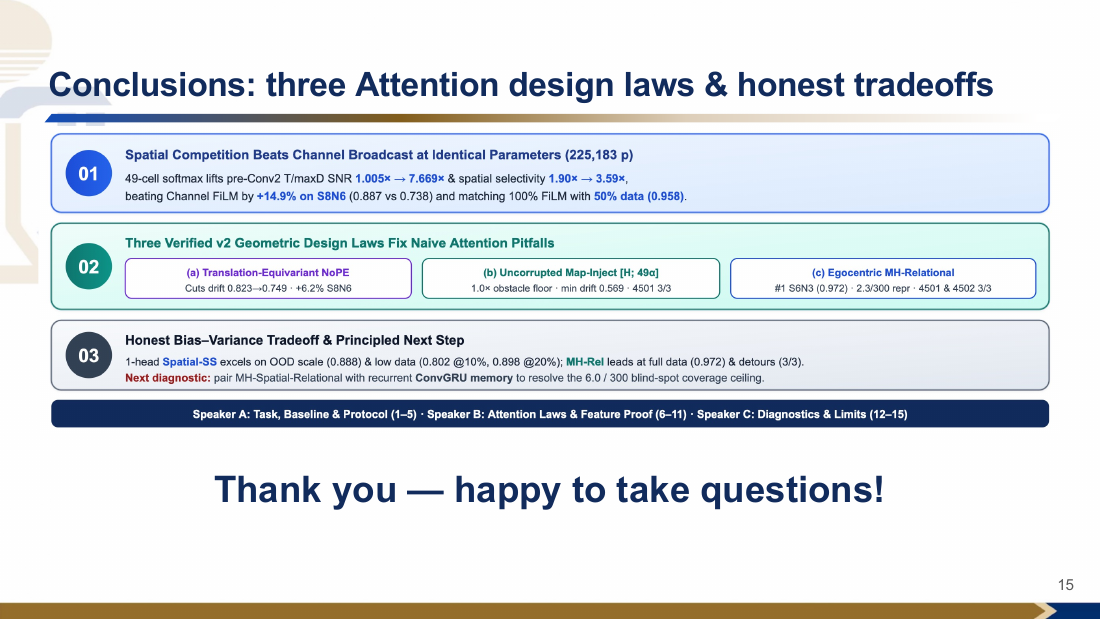 Conclusions: three Attention design laws & honest tradeoffs
01
Spatial Competition Beats Channel Broadcast at Identical Parameters (225,183 p)
49-cell softmax lifts pre-Conv2 T/maxD SNR 1.005× → 7.669× & spatial selectivity 1.90× → 3.59×,
beating Channel FiLM by +14.9% on S8N6 (0.887 vs 0.738) and matching 100% FiLM with 50% data (0.958).
02
Three Verified v2 Geometric Design Laws Fix Naive Attention Pitfalls
(a) Translation-Equivariant NoPE
Cuts drift 0.823→0.749 · +6.2% S8N6
(b) Uncorrupted Map-Inject [H; 49α]
1.0× obstacle floor · min drift 0.569 · 4501 3/3
(c) Egocentric MH-Relational
#1 S6N3 (0.972) · 2.3/300 repr · 4501 & 4502 3/3
03
Honest Bias–Variance Tradeoff & Principled Next Step
1-head Spatial-SS excels on OOD scale (0.888) & low data (0.802 @10%, 0.898 @20%); MH-Rel leads at full data (0.972) & detours (3/3).
Next diagnostic: pair MH-Spatial-Relational with recurrent ConvGRU memory to resolve the 6.0 / 300 blind-spot coverage ceiling.
Speaker A: Task, Baseline & Protocol (1–5) · Speaker B: Attention Laws & Feature Proof (6–11) · Speaker C: Diagnostics & Limits (12–15)
Thank you — happy to take questions!
15